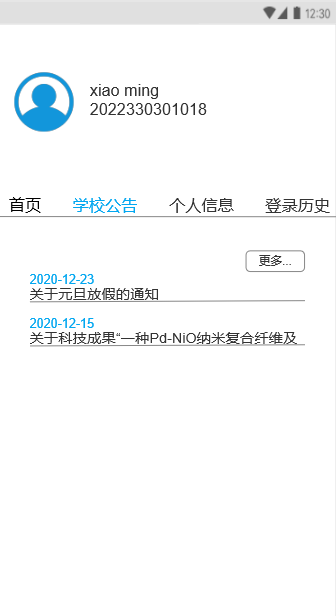 12:30
xiao ming
2022330301018
首页 学校公告 个人信息 登录历史
更多...
2020-12-23
关于元旦放假的通知
2020-12-15
关于科技成果“一种Pd-NiO纳米复合纤维及